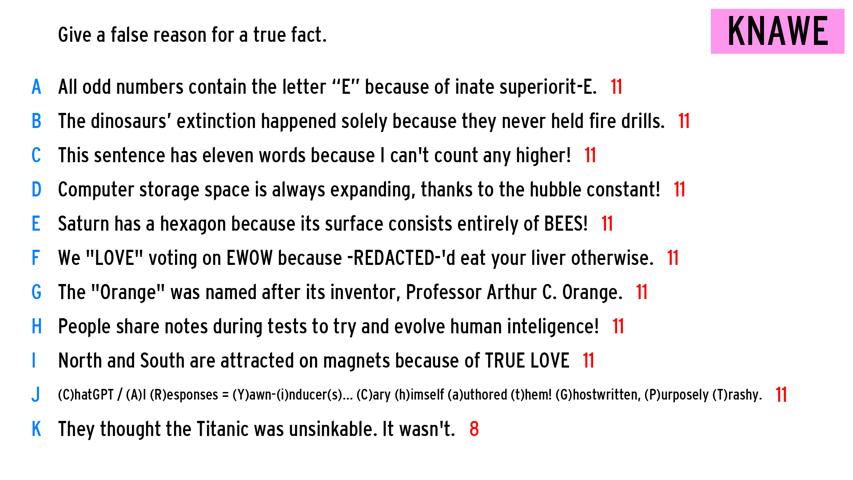 Give a false reason for a true fact.
KNAWE
A All odd numbers contain the letter “E” because of inate superiorit-E. 11
B The dinosaurs’ extinction happened solely because they never held fire drills. 11
C This sentence has eleven words because I can't count any higher! 11
D Computer storage space is always expanding, thanks to the hubble constant! 11
E Saturn has a hexagon because its surface consists entirely of BEES! 11
F We "LOVE" voting on EWOW because -REDACTED-'d eat your liver otherwise. 11
G The "Orange" was named after its inventor, Professor Arthur C. Orange. 11
H People share notes during tests to try and evolve human inteligence! 11
I North and South are attracted on magnets because of TRUE LOVE 11
J (C)hatGPT / (A)I (R)esponses = (Y)awn-(i)nducer(s)... (C)ary (h)imself (a)uthored (t)hem! (G)hostwritten, (P)urposely (T)rashy. 11
K They thought the Titanic was unsinkable. It wasn't. 8